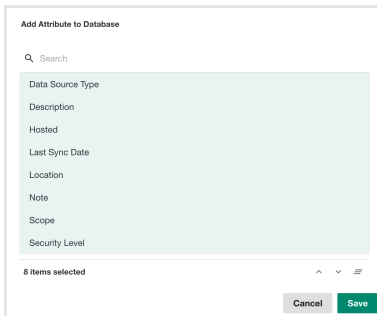 Add Attribute to Database
Search
Data Source Type
Description
Hosted
Last Sync Date
Location
Note
Scope
Security Level
8 items selected
Cancel Save